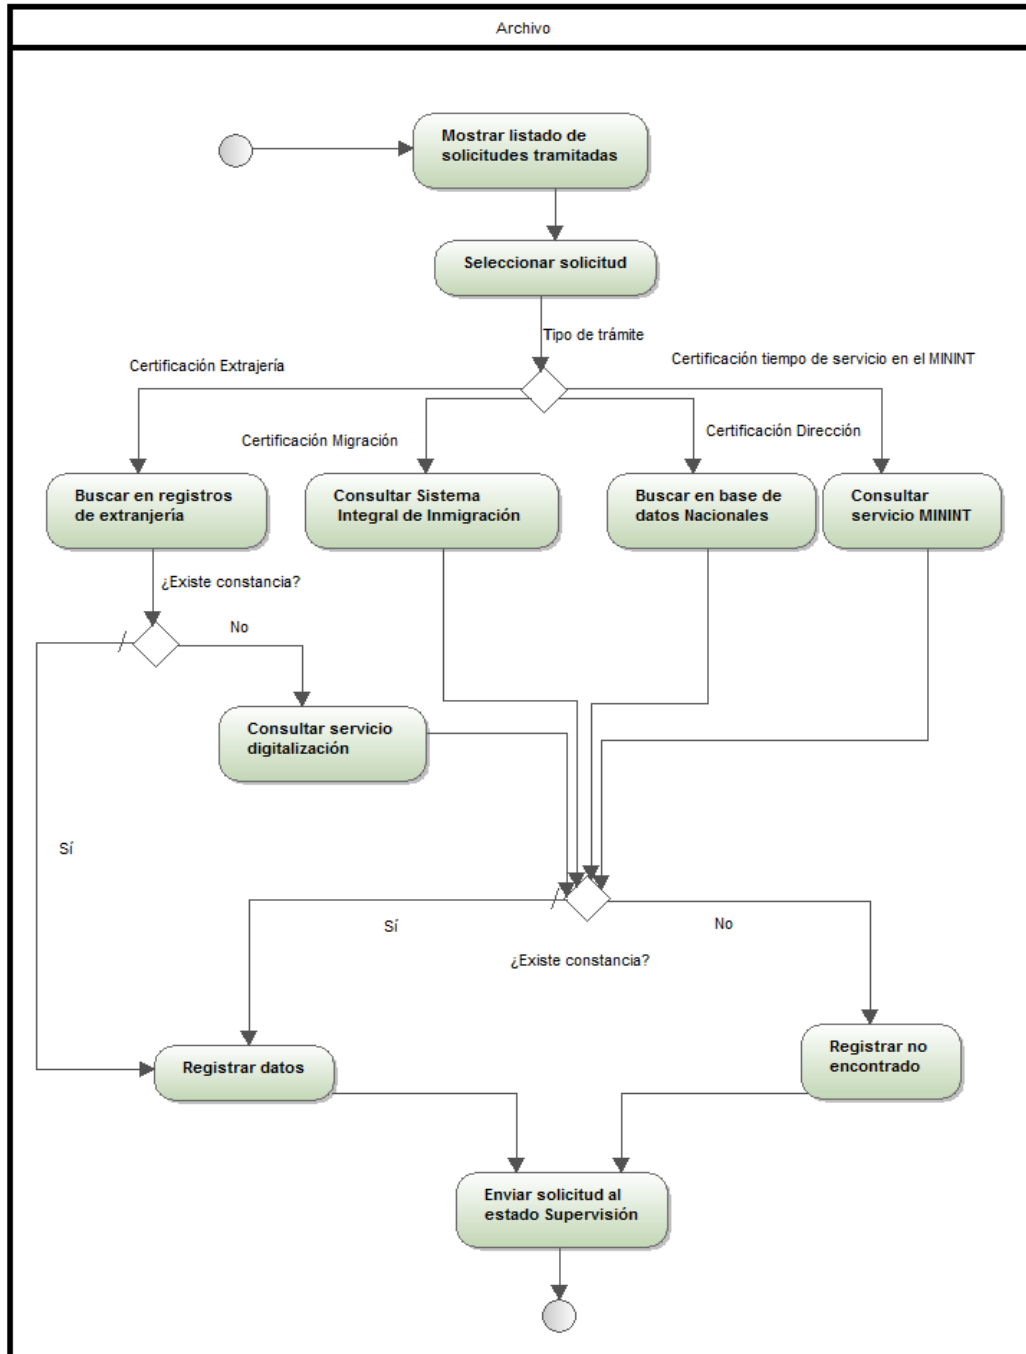 Archivo
Mostrar listado de
solicitudes tramitadas
Seleccionar solicitud
Tipo de trámite
Certificación Extrajería
Certificación tiempo de servicio en el MININT
Certificación Migración
Certificación Dirección
Buscar en registros
de extranjería
Consultar Sistema
Integral de Inmigración
Buscar en base de
datos Nacionales
Consultar
servicio MININT
¿Existe constancia?
No
Consultar servicio
digitalización
Sí
Sí
No
¿Existe constancia?
Registrar datos
Registrar no
encontrado
Enviar solicitud al
estado Supervisión